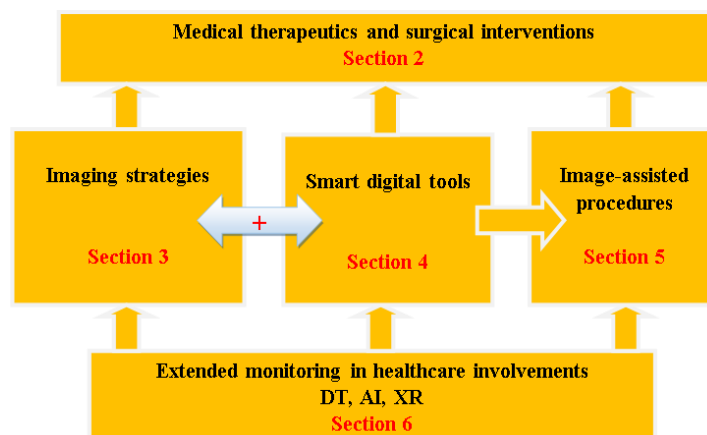 Medical therapeutics and surgical interventions
Section 2
Imaging strategies
+
Section 3
Smart digital tools
Section 4
Image-assisted
procedures
Section 5
Extended monitoring in healthcare involvements
DT, AI, XR
Section 6